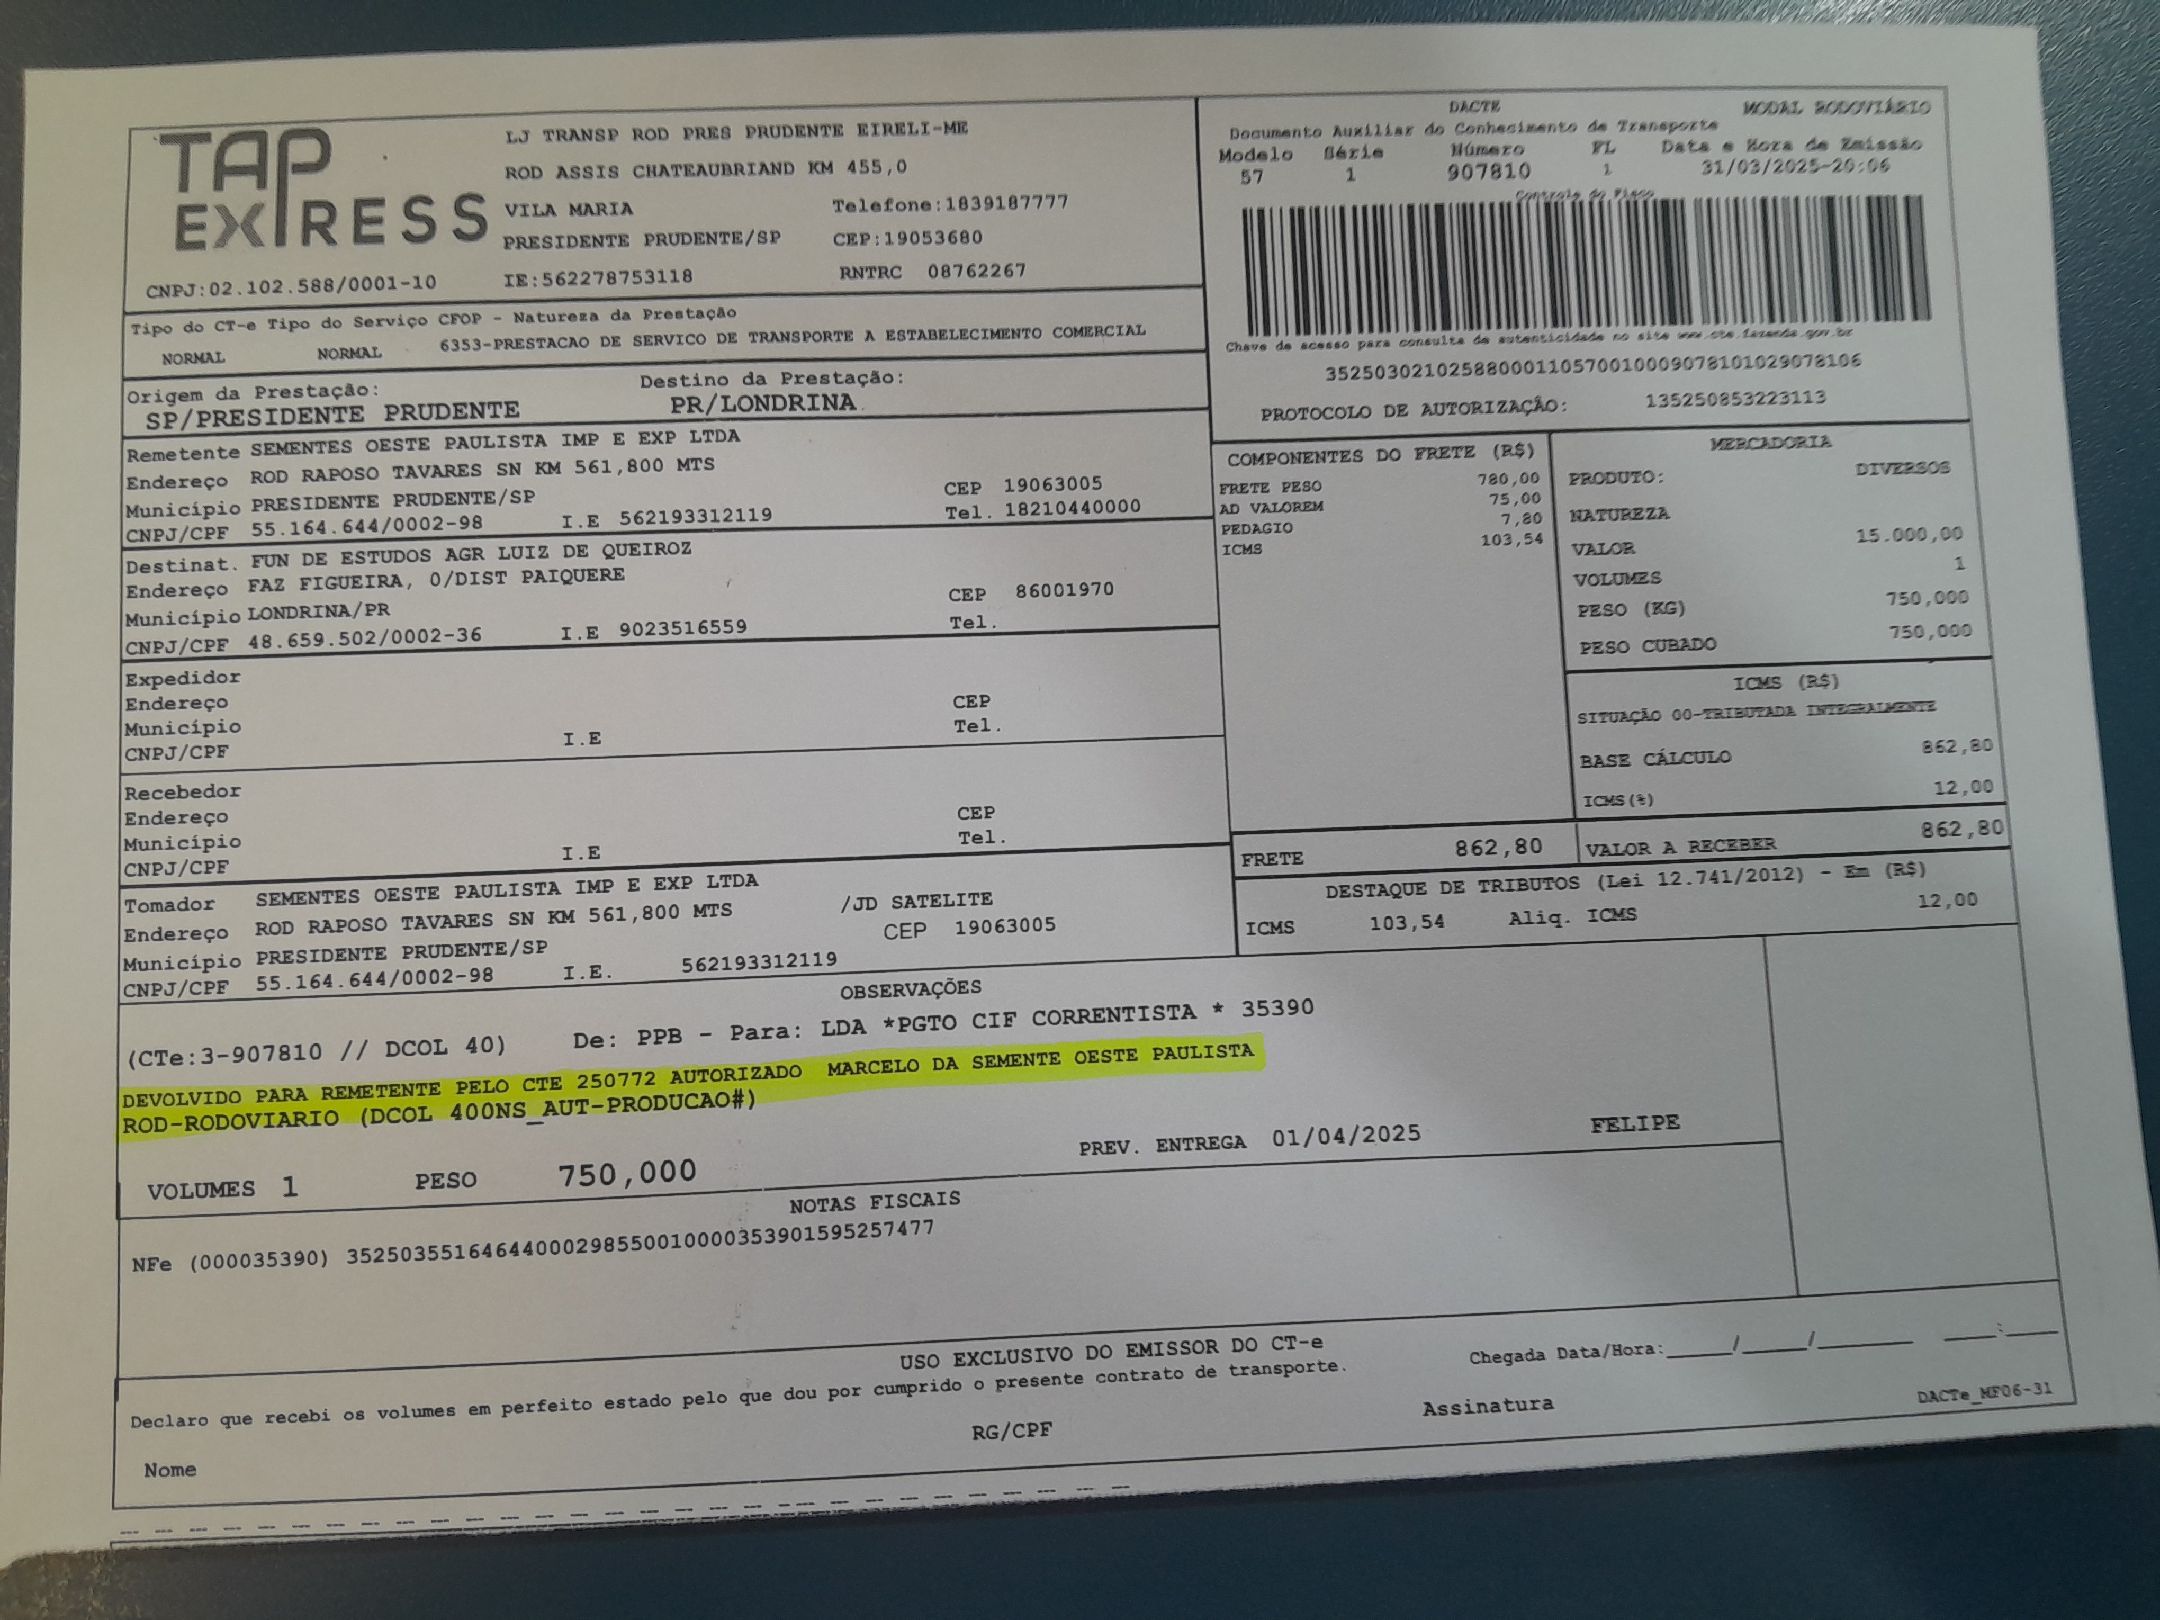 TAP EXPRESS
LJ TRANSP ROD PRES PRUDENTE EIRELI-ME
ROD ASSIS CHATEAUBRIAND KM 455,0
VILA MARIA Telefone:1839187777
PRESIDENTE PRUDENTE/SP CEP:19053680
CNPJ:02.102.588/0001-10 IE:562278753118 RNTRC 08762267
DACTE MODAL RODOVIÁRIO
Documento Auxiliar do Conhecimento de Transporte
Modelo Série Número FL Data e Hora de Emissão
57 1 907810 1 31/03/2025-20:06
Controle do Fisco
Chave de acesso para consulta de autenticidade no site www.cte.fazenda.gov.br
35250302102588000110570010009078101029078106
PROTOCOLO DE AUTORIZAÇÃO: 135250853223113
Tipo do CT-e Tipo do Serviço CFOP - Natureza da Prestação
NORMAL NORMAL 6353-PRESTACAO DE SERVICO DE TRANSPORTE A ESTABELECIMENTO COMERCIAL
Origem da Prestação: Destino da Prestação:
SP/PRESIDENTE PRUDENTE PR/LONDRINA
Remetente SEMENTES OESTE PAULISTA IMP E EXP LTDA
Endereço ROD RAPOSO TAVARES SN KM 561,800 MTS
Município PRESIDENTE PRUDENTE/SP CEP 19063005
CNPJ/CPF 55.164.644/0002-98 I.E 562193312119 Tel. 18210440000
Destinat. FUN DE ESTUDOS AGR LUIZ DE QUEIROZ
Endereço FAZ FIGUEIRA, 0/DIST PAIQUERE
Município LONDRINA/PR CEP 86001970
CNPJ/CPF 48.659.502/0002-36 I.E 9023516559 Tel.
Expedidor
Endereço CEP
Município Tel.
CNPJ/CPF I.E
Recebedor
Endereço CEP
Município Tel.
CNPJ/CPF I.E
Tomador SEMENTES OESTE PAULISTA IMP E EXP LTDA
Endereço ROD RAPOSO TAVARES SN KM 561,800 MTS /JD SATELITE
Município PRESIDENTE PRUDENTE/SP CEP 19063005
CNPJ/CPF 55.164.644/0002-98 I.E. 562193312119
COMPONENTES DO FRETE (R$)
FRETE PESO 780,00
AD VALOREM 75,00
PEDAGIO 7,80
ICMS 103,54
MERCADORIA
PRODUTO: DIVERSOS
NATUREZA
VALOR 15.000,00
VOLUMES 1
PESO (KG) 750,000
PESO CUBADO 750,000
ICMS (R$)
SITUAÇÃO 00-TRIBUTADA INTEGRALMENTE
BASE CÁLCULO 862,80
ICMS(%) 12,00
FRETE 862,80 VALOR A RECEBER 862,80
DESTAQUE DE TRIBUTOS (Lei 12.741/2012) - Em (R$)
ICMS 103,54 Aliq. ICMS 12,00
OBSERVAÇÕES
(CTe:3-907810 // DCOL 40) De: PPB - Para: LDA *PGTO CIF CORRENTISTA * 35390
DEVOLVIDO PARA REMETENTE PELO CTE 250772 AUTORIZADO MARCELO DA SEMENTE OESTE PAULISTA
ROD-RODOVIARIO (DCOL 400NS_AUT-PRODUCAO#)
PREV. ENTREGA 01/04/2025 FELIPE
VOLUMES 1 PESO 750,000
NOTAS FISCAIS
NFe (000035390) 35250355164644000298550010000353901595257477
USO EXCLUSIVO DO EMISSOR DO CT-e
Declaro que recebi os volumes em perfeito estado pelo que dou por cumprido o presente contrato de transporte.
Chegada Data/Hora:_____/_____/________ ____:____
Nome RG/CPF Assinatura
DACTe_MF06-31